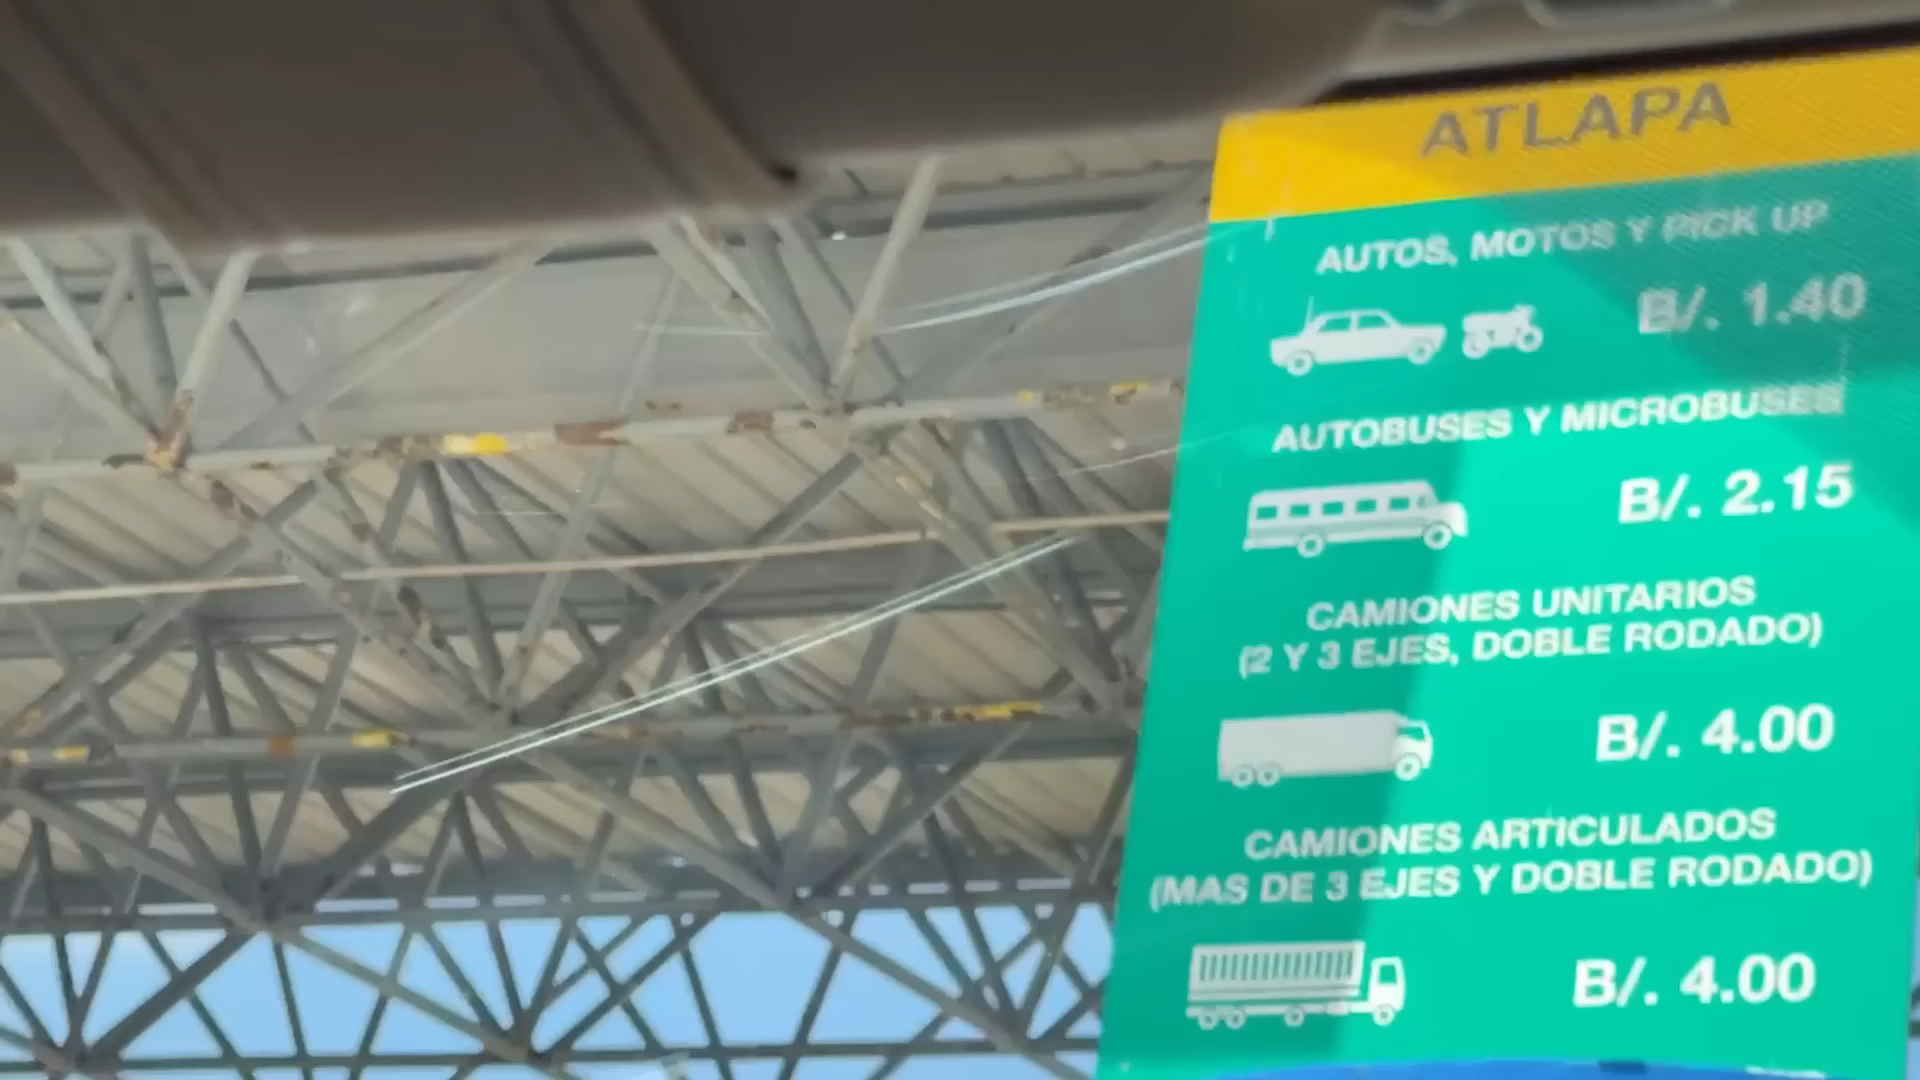 ATLAPA
AUTOS, MOTOS Y PICK UP
B/. 1.40
AUTOBUSES Y MICROBUSES
B/. 2.15
CAMIONES UNITARIOS
(2 Y 3 EJES, DOBLE RODADO)
B/. 4.00
CAMIONES ARTICULADOS
(MAS DE 3 EJES Y DOBLE RODADO)
B/. 4.00